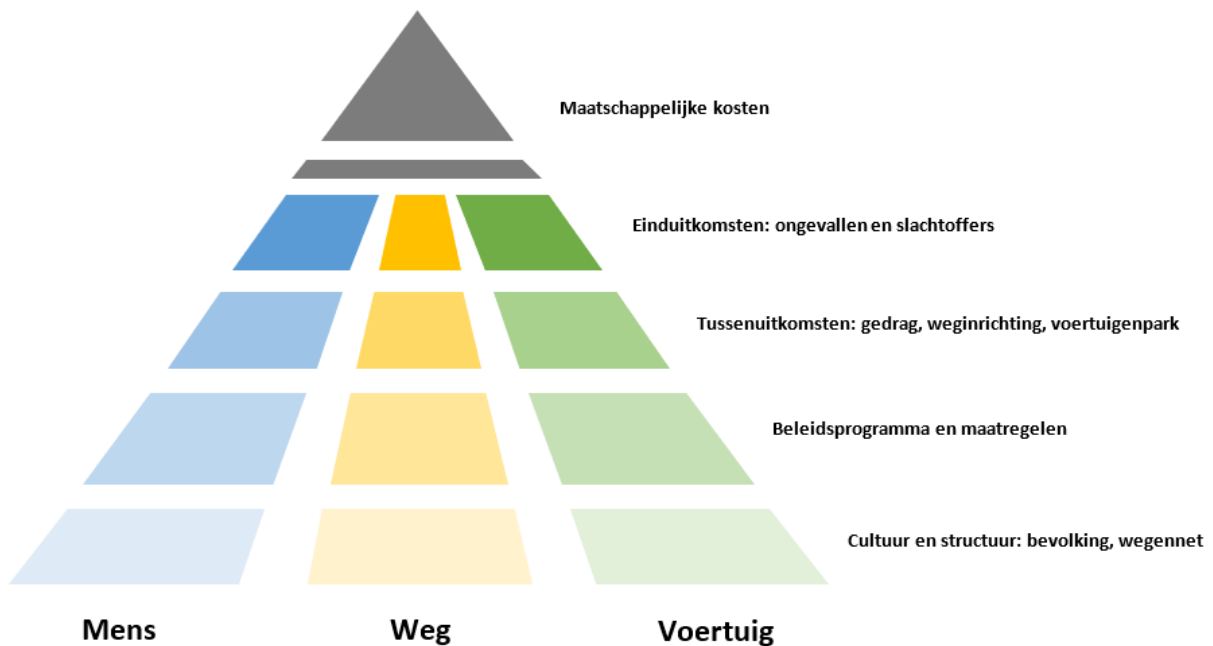 Maatschappelijke kosten
Einduitkomsten: ongevallen en slachtoffers
Tussenuitkomsten: gedrag, weginrichting, voertuigenpark
Beleidsprogramma en maatregelen
Cultuur en structuur: bevolking, wegennet
Mens
Weg
Voertuig